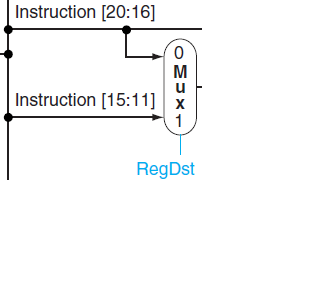 Instruction [20:16]
0
M
u
x
1
Instruction [15:11]
RegDst